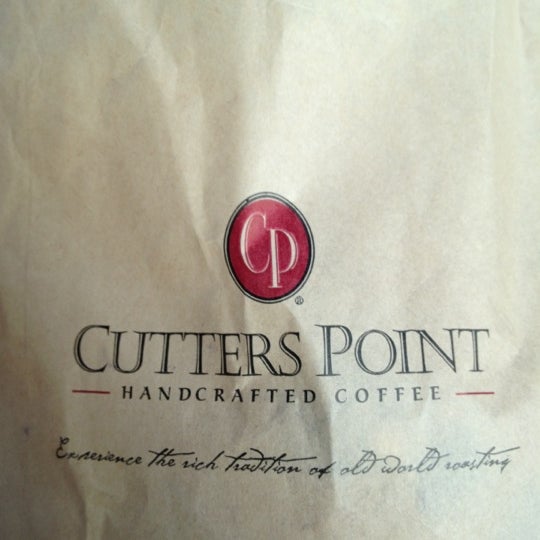 CP
®
CUTTERS POINT
HANDCRAFTED COFFEE
Experience the rich tradition of old world roasting